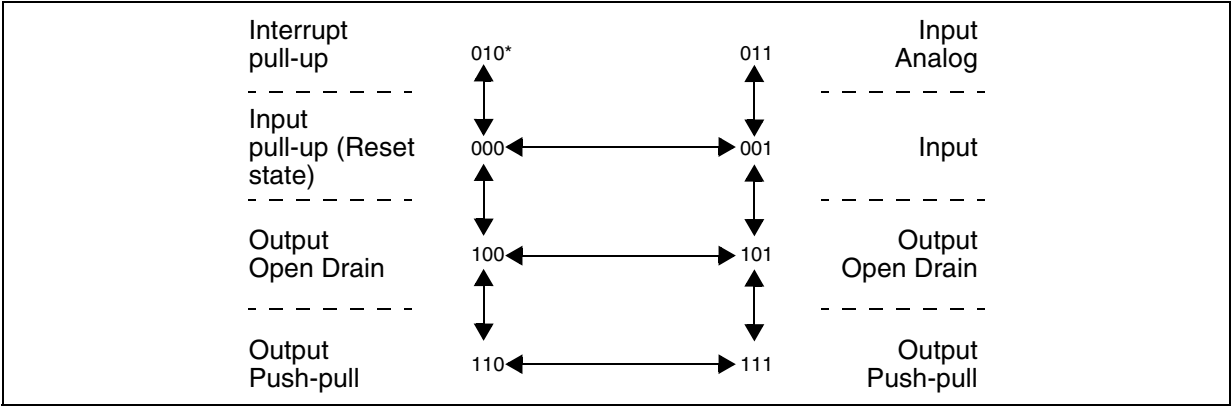 Interrupt
pull-up
010*
011
Input
Analog
Input
pull-up (Reset
state)
000
001
Input
Output
Open Drain
100
101
Output
Open Drain
Output
Push-pull
110
111
Output
Push-pull